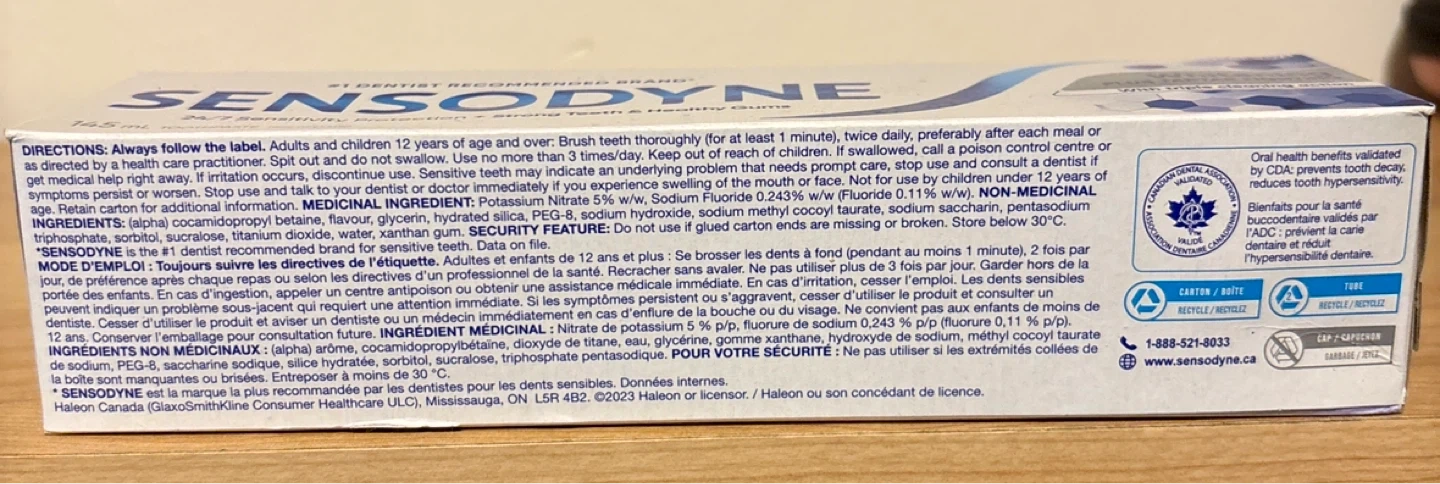 #1 DENTIST RECOMMENDED BRAND*
SENSODYNE
24/7 Sensitivity Protection + Strong Teeth & Healthy Gums
145 mL
With triple cleaning action
DIRECTIONS: Always follow the label. Adults and children 12 years of age and over: Brush teeth thoroughly (for at least 1 minute), twice daily, preferably after each meal or
as directed by a health care practitioner. Spit out and do not swallow. Use no more than 3 times/day. Keep out of reach of children. If swallowed, call a poison control centre or
get medical help right away. If irritation occurs, discontinue use. Sensitive teeth may indicate an underlying problem that needs prompt care, stop use and consult a dentist if
symptoms persist or worsen. Stop use and talk to your dentist or doctor immediately if you experience swelling of the mouth or face. Not for use by children under 12 years of
age. Retain carton for additional information. MEDICINAL INGREDIENT: Potassium Nitrate 5% w/w, Sodium Fluoride 0.243% w/w (Fluoride 0.11% w/w). NON-MEDICINAL
INGREDIENTS: (alpha) cocamidopropyl betaine, flavour, glycerin, hydrated silica, PEG-8, sodium hydroxide, sodium methyl cocoyl taurate, sodium saccharin, pentasodium
triphosphate, sorbitol, sucralose, titanium dioxide, water, xanthan gum. SECURITY FEATURE: Do not use if glued carton ends are missing or broken. Store below 30°C.
*SENSODYNE is the #1 dentist recommended brand for sensitive teeth. Data on file.
MODE D'EMPLOI : Toujours suivre les directives de l'étiquette. Adultes et enfants de 12 ans et plus : Se brosser les dents à fond (pendant au moins 1 minute), 2 fois par
jour, de préférence après chaque repas ou selon les directives d'un professionnel de la santé. Recracher sans avaler. Ne pas utiliser plus de 3 fois par jour. Garder hors de la
portée des enfants. En cas d'ingestion, appeler un centre antipoison ou obtenir une assistance médicale immédiate. En cas d'irritation, cesser l'emploi. Les dents sensibles
peuvent indiquer un problème sous-jacent qui requiert une attention immédiate. Si les symptômes persistent ou s'aggravent, cesser d'utiliser le produit et consulter un
dentiste. Cesser d'utiliser le produit et aviser un dentiste ou un médecin immédiatement en cas d'enflure de la bouche ou du visage. Ne convient pas aux enfants de moins de
12 ans. Conserver l'emballage pour consultation future. INGRÉDIENT MÉDICINAL : Nitrate de potassium 5 % p/p, fluorure de sodium 0,243 % p/p (fluorure 0,11 % p/p).
INGRÉDIENTS NON MÉDICINAUX : (alpha) arôme, cocamidopropylbétaïne, dioxyde de titane, eau, glycérine, gomme xanthane, hydroxyde de sodium, méthyl cocoyl taurate
de sodium, PEG-8, saccharine sodique, silice hydratée, sorbitol, sucralose, triphosphate pentasodique. POUR VOTRE SÉCURITÉ : Ne pas utiliser si les extrémités collées de
la boîte sont manquantes ou brisées. Entreposer à moins de 30 °C.
* SENSODYNE est la marque la plus recommandée par les dentistes pour les dents sensibles. Données internes.
Haleon Canada (GlaxoSmithKline Consumer Healthcare ULC), Mississauga, ON L5R 4B2. ©2023 Haleon or licensor. / Haleon ou son concédant de licence.
CANADIAN DENTAL ASSOCIATION
VALIDATED
VALIDÉ
ASSOCIATION DENTAIRE CANADIENNE
Oral health benefits validated
by CDA: prevents tooth decay,
reduces tooth hypersensitivity.
Bienfaits pour la santé
buccodentaire validés par
l'ADC : prévient la carie
dentaire et réduit
l'hypersensibilité dentaire.
CARTON / BOÎTE
RECYCLE / RECYCLEZ
TUBE
RECYCLE / RECYCLEZ
1-888-521-8033
www.sensodyne.ca
CAP / CAPUCHON
GARBAGE / JETEZ